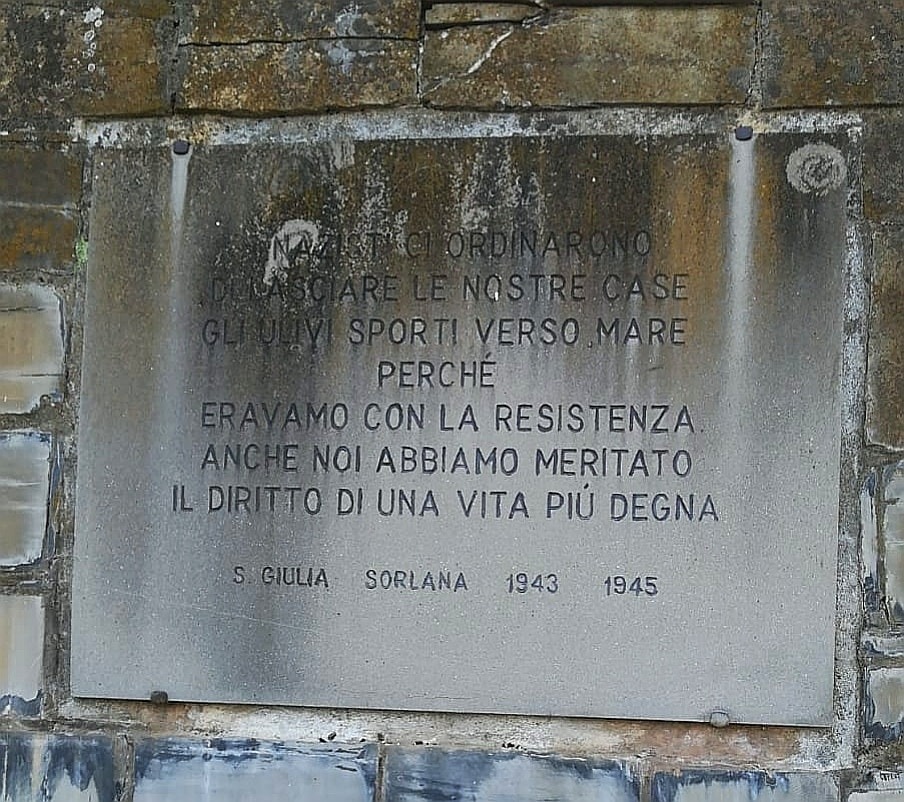 NAZISTI CI ORDINARONO
DI LASCIARE LE NOSTRE CASE
GLI ULIVI SPORTI VERSO MARE
PERCHÉ
ERAVAMO CON LA RESISTENZA.
ANCHE NOI ABBIAMO MERITATO
IL DIRITTO DI UNA VITA PIÚ DEGNA
S. GIULIA SORLANA 1943 1945